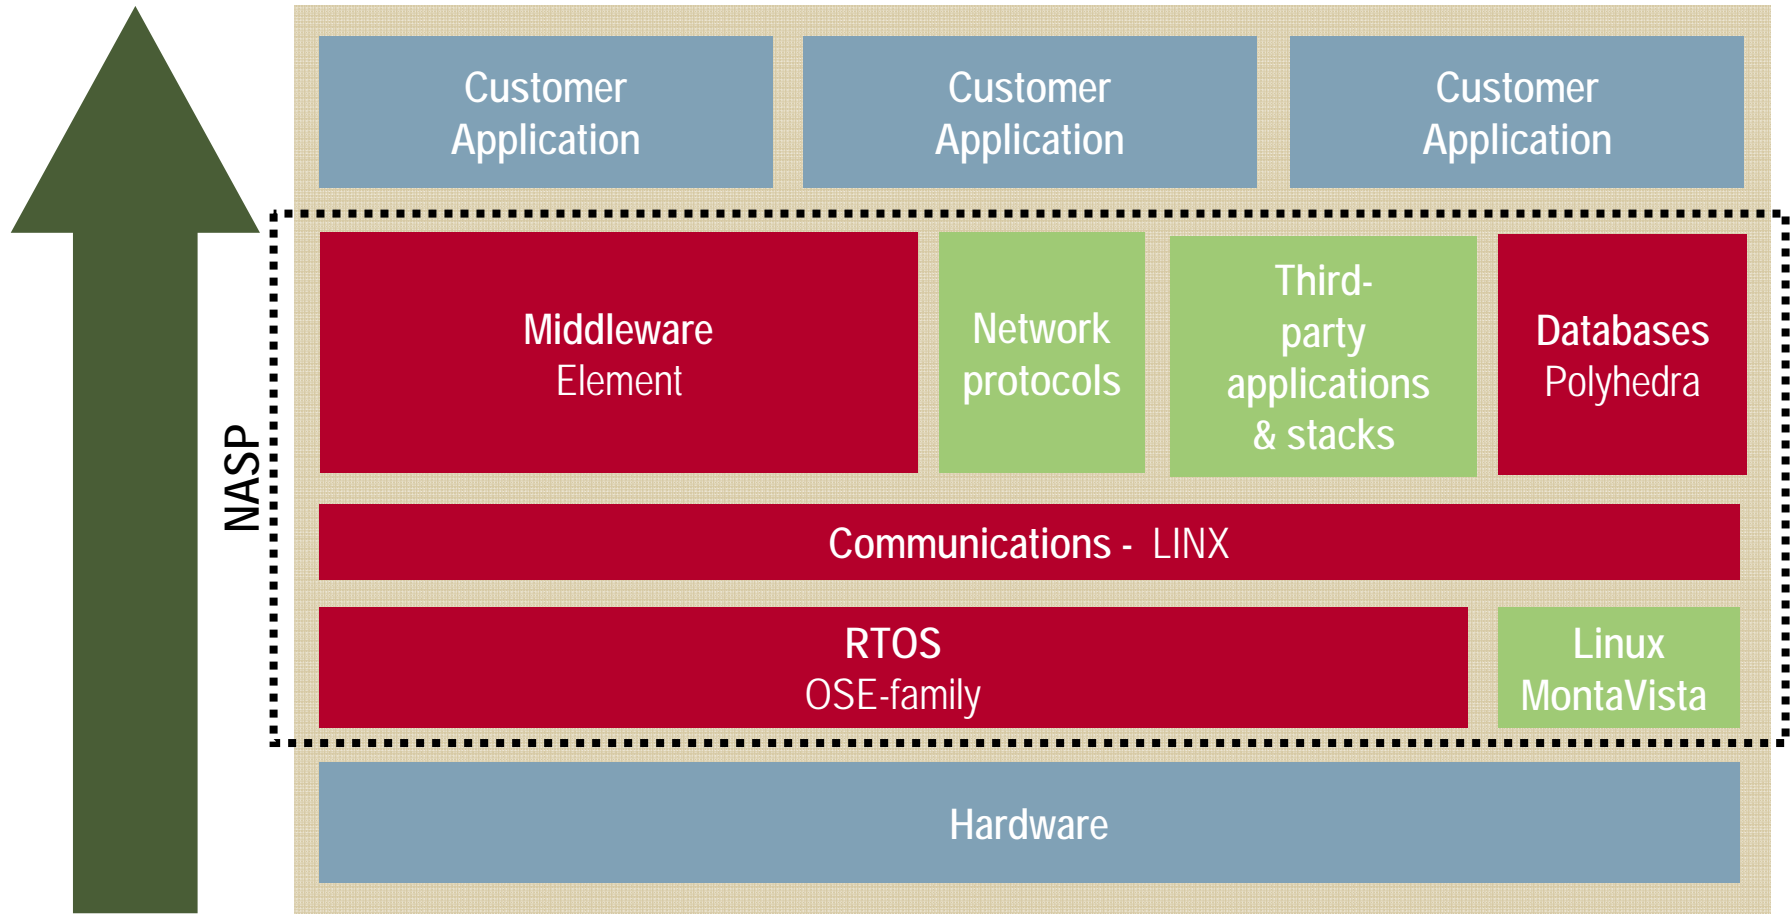 Customer
Application
Customer
Application
Customer
Application
NASP
Middleware
Element
Network
protocols
Third-
party
applications
& stacks
Databases
Polyhedra
Communications - LINX
RTOS
OSE-family
Linux
MontaVista
Hardware